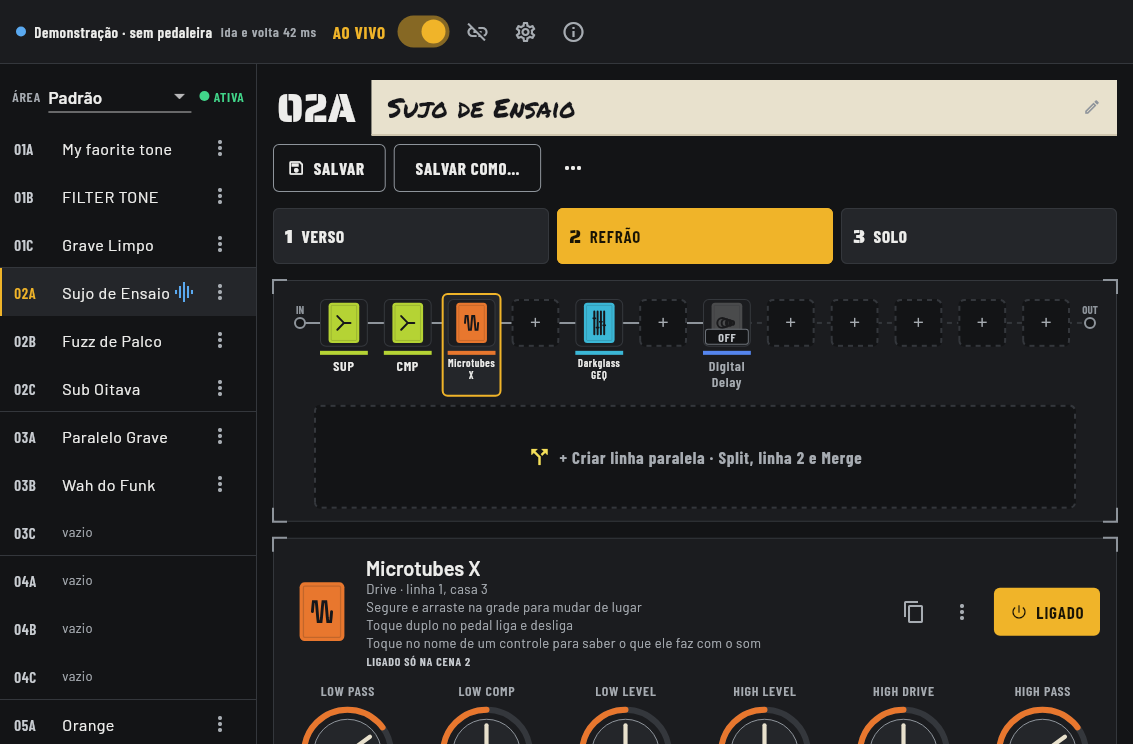 Demonstração · sem pedaleira Ida e volta 42 ms AO VIVO
ÁREA Padrão ATIVA
01A My faorite tone
01B FILTER TONE
01C Grave Limpo
02A Sujo de Ensaio
02B Fuzz de Palco
02C Sub Oitava
03A Paralelo Grave
03B Wah do Funk
03C vazio
04A vazio
04B vazio
04C vazio
05A Orange
02A Sujo de Ensaio
SALVAR SALVAR COMO... ...
1 VERSO
2 REFRÃO
3 SOLO
IN
OUT
SUP
CMP
Microtubes
X
+
Darkglass
GEQ
+
OFF
Digital
Delay
+
+
+
+
+
+ Criar linha paralela · Split, linha 2 e Merge
Microtubes X
Drive · linha 1, casa 3
Segure e arraste na grade para mudar de lugar
Toque duplo no pedal liga e desliga
Toque no nome de um controle para saber o que ele faz com o som
LIGADO SÓ NA CENA 2
LIGADO
LOW PASS LOW COMP LOW LEVEL HIGH LEVEL HIGH DRIVE HIGH PASS